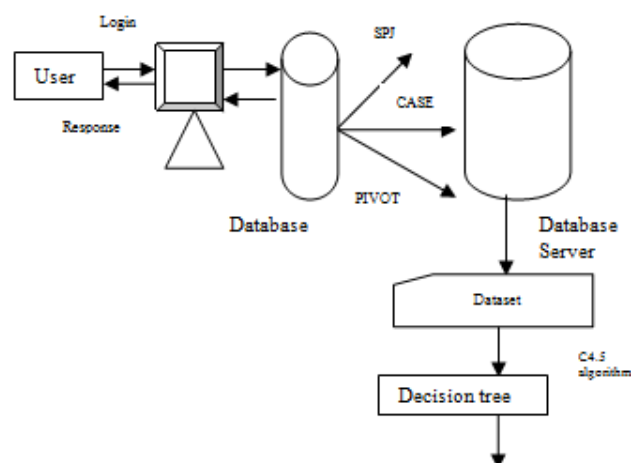 Login
SPJ
User
CASE
Response
PIVOT
Database
Database
Server
Dataset
C4.5
algorithm
Decision tree